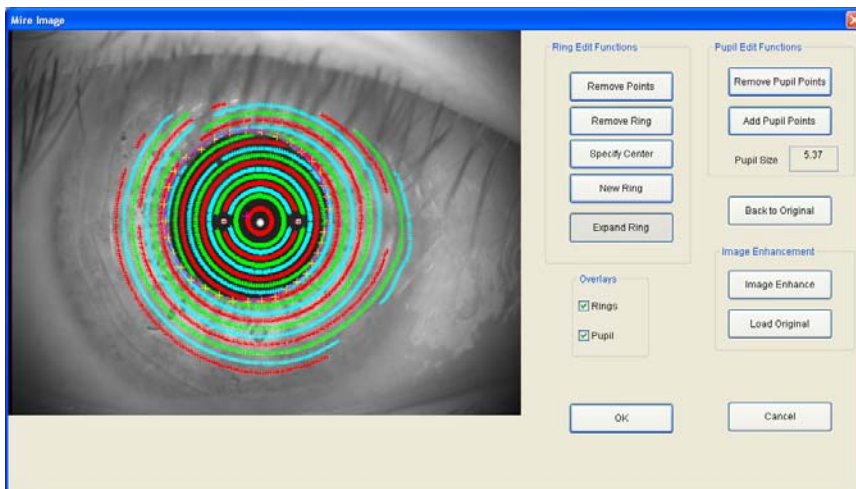 Mire Image
Ring Edit Functions
Remove Points
Remove Ring
Specify Center
New Ring
Expand Ring
Pupil Edit Functions
Remove Pupil Points
Add Pupil Points
Pupil Size 5.37
Back to Original
Overlays
Rings
Pupil
Image Enhancement
Image Enhance
Load Original
OK
Cancel